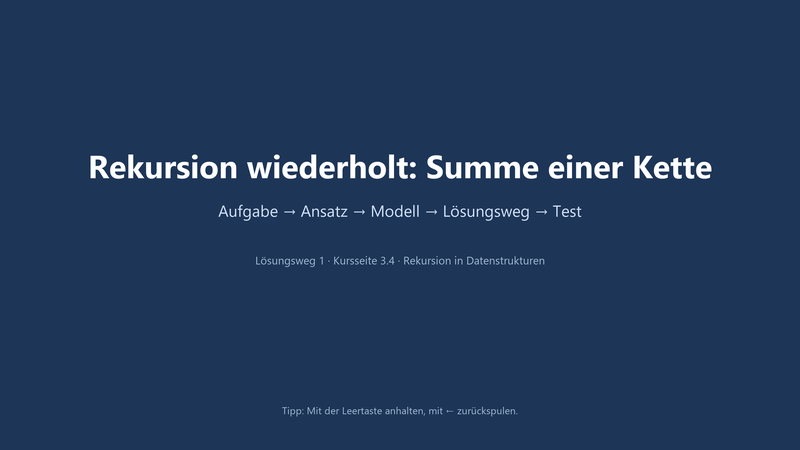 Rekursion wiederholt: Summe einer Kette
Aufgabe → Ansatz → Modell → Lösungsweg → Test
Lösungsweg 1 · Kursseite 3.4 · Rekursion in Datenstrukturen
Tipp: Mit der Leertaste anhalten, mit ← zurückspulen.